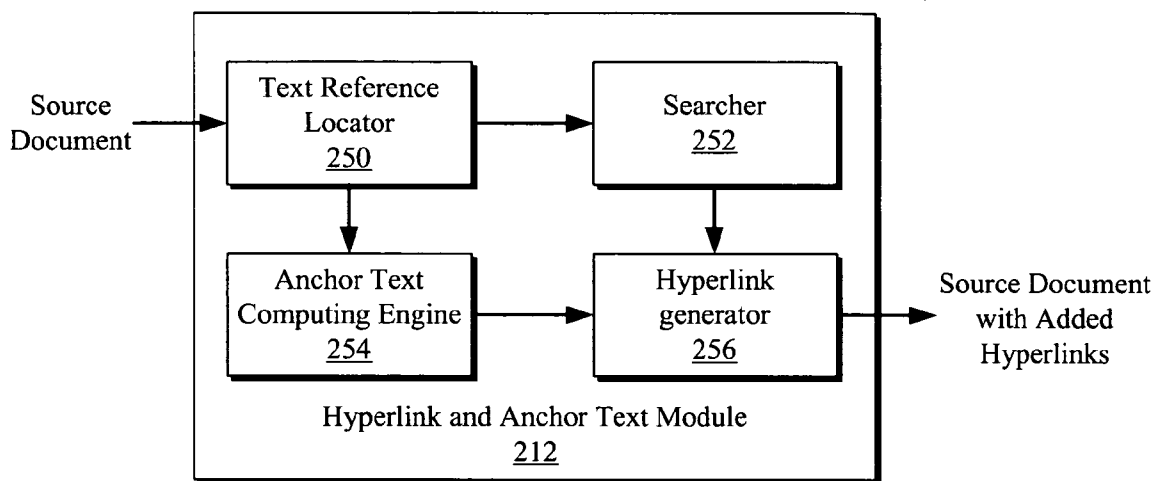 Source
Document
Text Reference
Locator
250
Searcher
252
Anchor Text
Computing Engine
254
Hyperlink
generator
256
Source Document
with Added
Hyperlinks
Hyperlink and Anchor Text Module
212